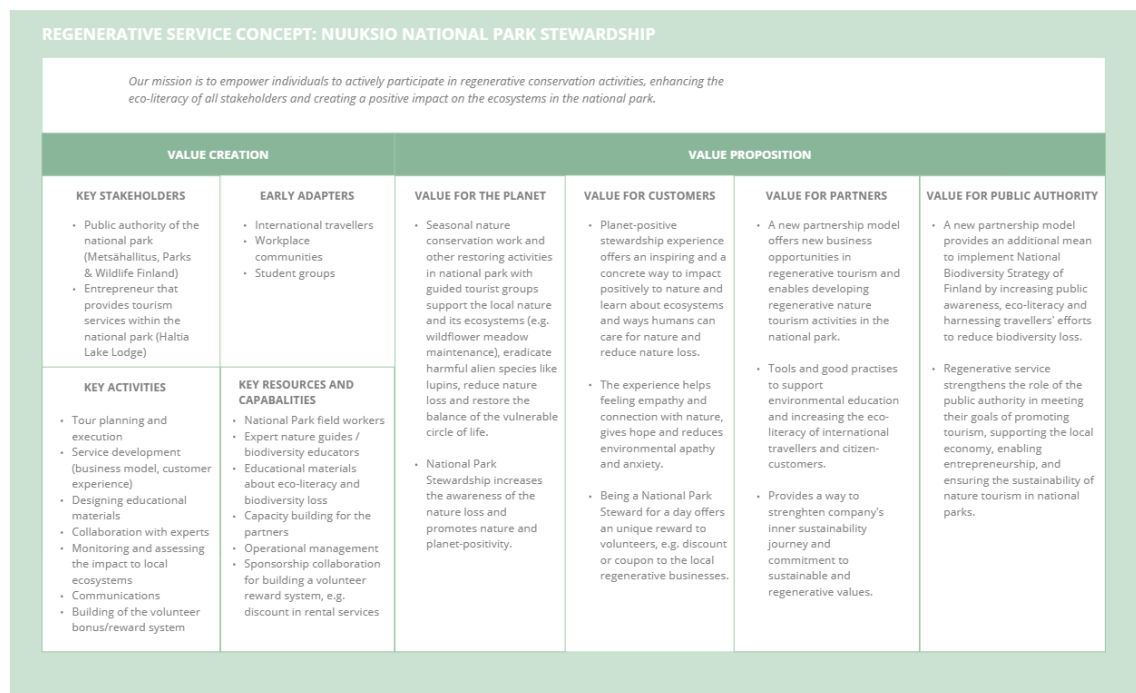 REGENERATIVE SERVICE CONCEPT: NUUKSIO NATIONAL PARK STEWARDSHIP
Our mission is to empower individuals to actively participate in regenerative conservation activities, enhancing the
eco-literacy of all stakeholders and creating a positive impact on the ecosystems in the national park.
VALUE CREATION
VALUE PROPOSITION
KEY STAKEHOLDERS
• Public authority of the
national park
(Metsähallitus, Parks
& Wildlife Finland)
• Entrepreneur that
provides tourism
services within the
national park (Haltia
Lake Lodge)
EARLY ADAPTERS
• International travellers
• Workplace
communities
• Student groups
KEY ACTIVITIES
• Tour planning and
execution
• Service development
(business model, customer
experience)
• Designing educational
materials
• Collaboration with experts
• Monitoring and assessing
the impact to local
ecosystems
• Communications
• Building of the volunteer
bonus/reward system
KEY RESOURCES AND
CAPABALITIES
• National Park field workers
• Expert nature guides /
biodiversity educators
• Educational materials
about eco-literacy and
biodiversity loss
• Capacity building for the
partners
• Operational management
• Sponsorship collaboration
for building a volunteer
reward system, e.g.
discount in rental services
VALUE FOR THE PLANET
• Seasonal nature
conservation work and
other restoring activities
in national park with
guided tourist groups
support the local nature
and its ecosystems (e.g.
wildflower meadow
maintenance), eradicate
harmful alien species like
lupins, reduce nature
loss and restore the
balance of the vulnerable
circle of life.
• National Park
Stewardship increases
the awareness of the
nature loss and
promotes nature and
planet-positivity.
VALUE FOR CUSTOMERS
• Planet-positive
stewardship experience
offers an inspiring and a
concrete way to impact
positively to nature and
learn about ecosystems
and ways humans can
care for nature and
reduce nature loss.
• The experience helps
feeling empathy and
connection with nature,
gives hope and reduces
environmental apathy
and anxiety.
• Being a National Park
Steward for a day offers
an unique reward to
volunteers, e.g. discount
or coupon to the local
regenerative businesses.
VALUE FOR PARTNERS
• A new partnership model
offers new business
opportunities in
regenerative tourism and
enables developing
regenerative nature
tourism activities in the
national park.
• Tools and good practises
to support
environmental education
and increasing the eco-
literacy of international
travellers and citizen-
customers.
• Provides a way to
strenghten company's
inner sustainability
journey and
commitment to
sustainable and
regenerative values.
VALUE FOR PUBLIC AUTHORITY
• A new partnership model
provides an additional mean
to implement National
Biodiversity Strategy of
Finland by increasing public
awareness, eco-literacy and
harnessing travellers' efforts
to reduce biodiversity loss.
• Regenerative service
strengthens the role of the
public authority in meeting
their goals of promoting
tourism, supporting the local
economy, enabling
entrepreneurship, and
ensuring the sustainability of
nature tourism in national
parks.